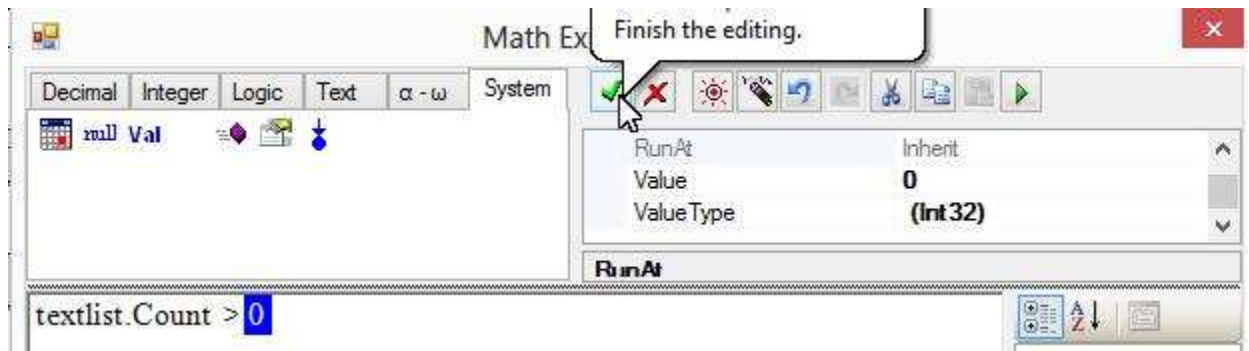 Math Ex
Finish the editing.
Decimal Integer Logic Text α - ω System
null Val
RunAt Inherit
Value 0
ValueType (Int32)
RunAt
textlist.Count > 0
A
Z